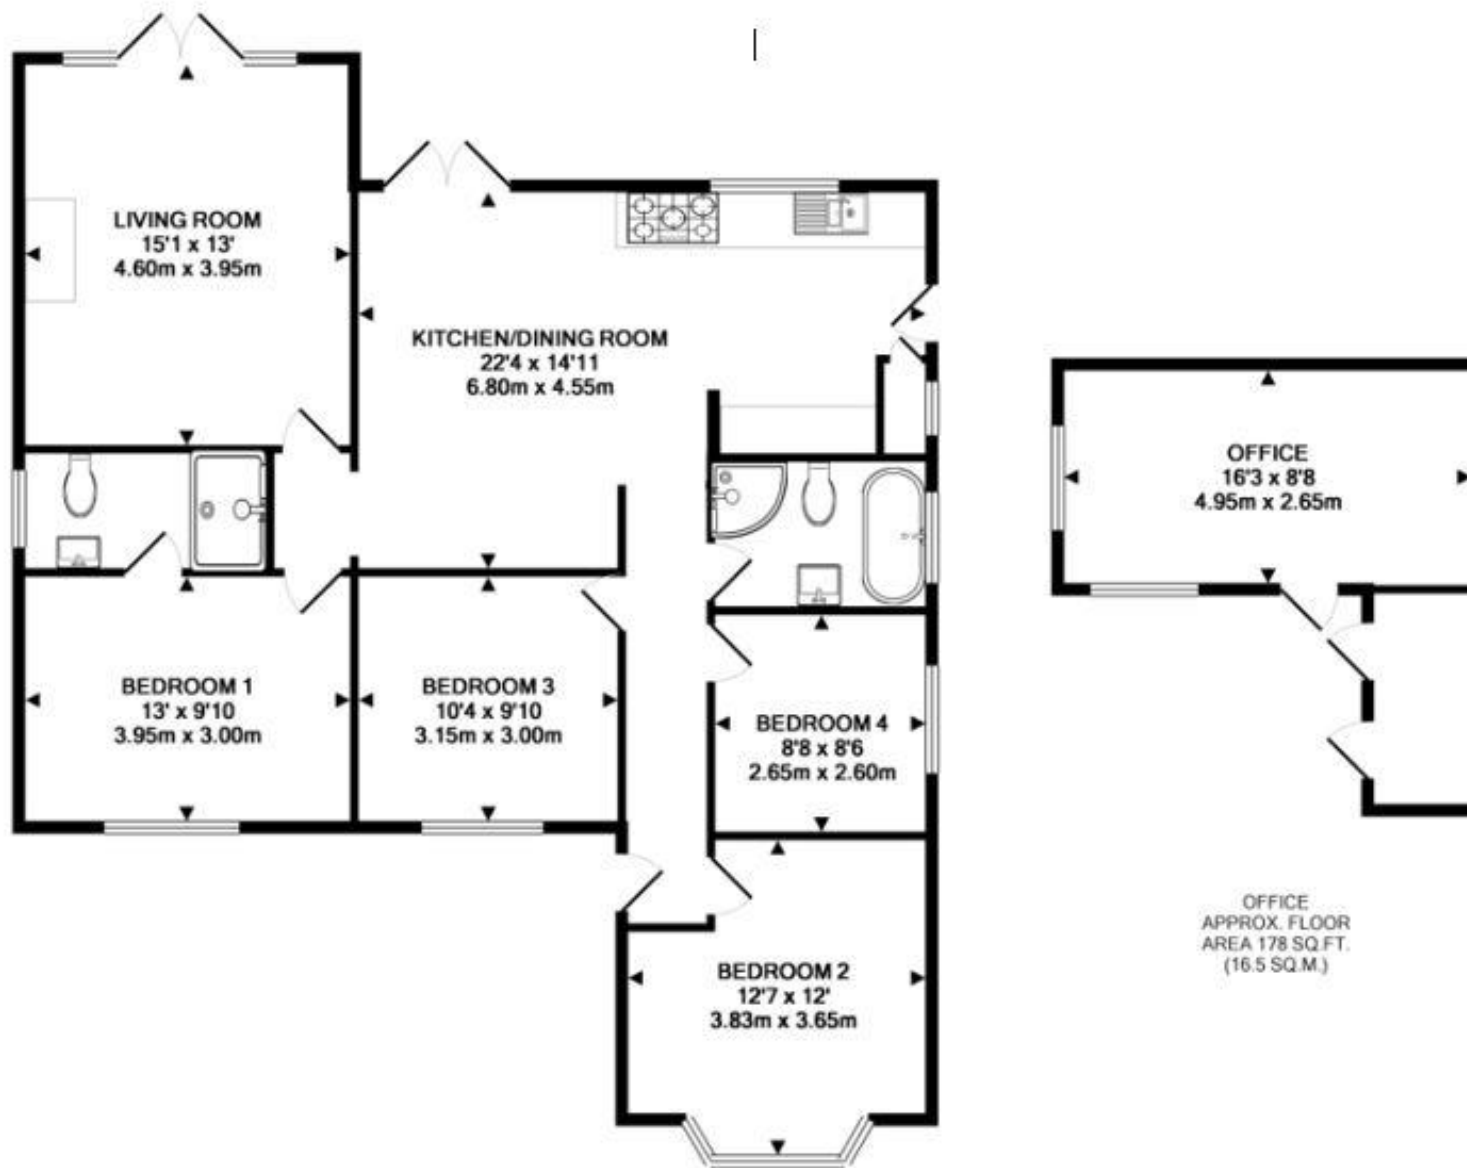 LIVING ROOM
15'1 x 13'
4.60m x 3.95m
KITCHEN/DINING ROOM
22'4 x 14'11
6.80m x 4.55m
OFFICE
16'3 x 8'8
4.95m x 2.65m
BEDROOM 1
13' x 9'10
3.95m x 3.00m
BEDROOM 3
10'4 x 9'10
3.15m x 3.00m
BEDROOM 4
8'8 x 8'6
2.65m x 2.60m
BEDROOM 2
12'7 x 12'
3.83m x 3.65m
OFFICE
APPROX. FLOOR
AREA 178 SQ.FT.
(16.5 SQ.M.)